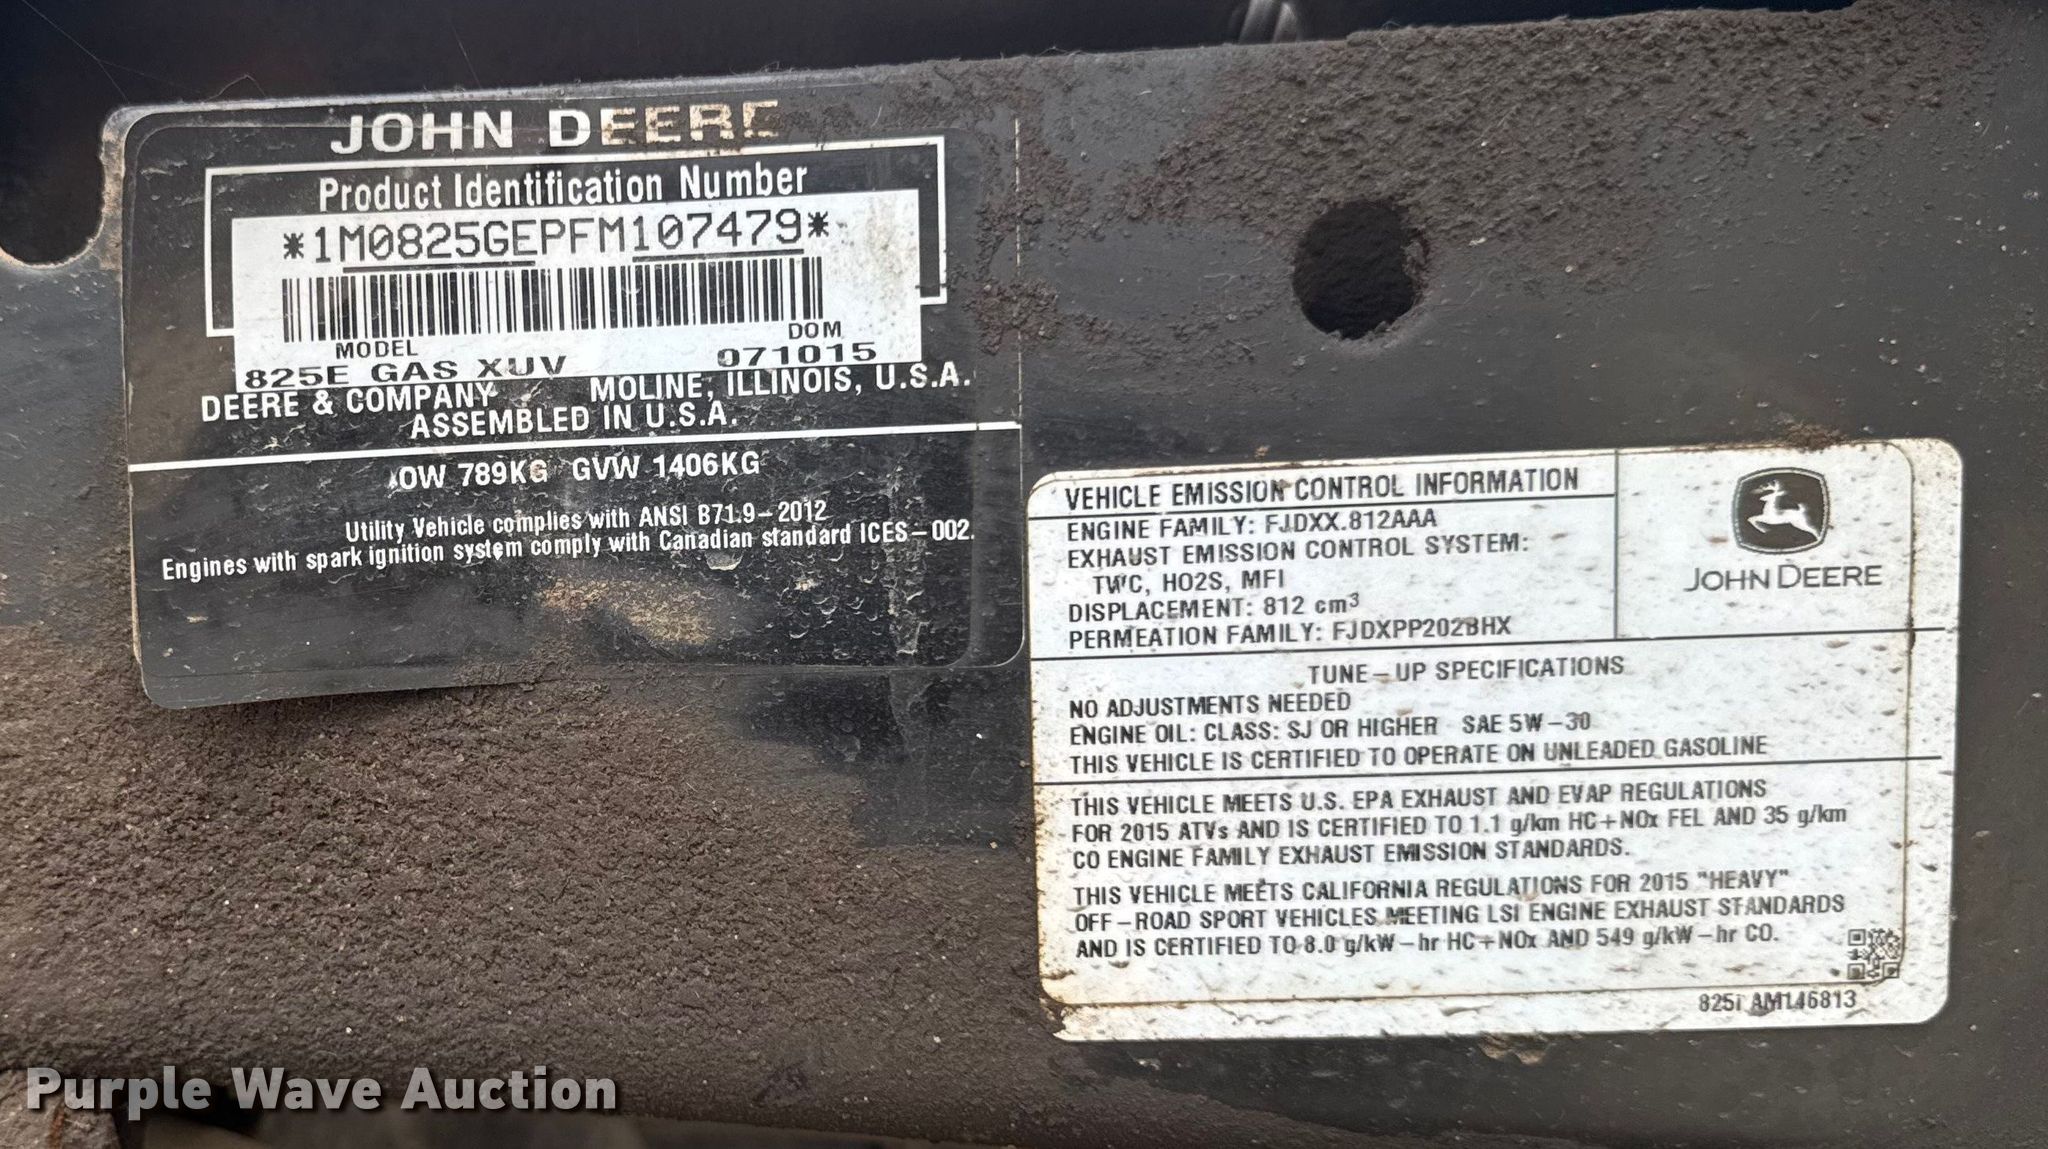 JOHN DEERE
Product Identification Number
*1M0825GEPFM107479*
MODEL DOM
825E GAS XUV 071015
DEERE & COMPANY MOLINE, ILLINOIS, U.S.A.
ASSEMBLED IN U.S.A.
OW 789KG GVW 1406KG
Utility Vehicle complies with ANSI B71.9-2012
Engines with spark ignition system comply with Canadian standard ICES-002.
VEHICLE EMISSION CONTROL INFORMATION
ENGINE FAMILY: FJDXX.812AAA
EXHAUST EMISSION CONTROL SYSTEM:
TWC, HO2S, MFI
DISPLACEMENT: 812 cm³
PERMEATION FAMILY: FJDXPP202BHX
JOHN DEERE
TUNE-UP SPECIFICATIONS
NO ADJUSTMENTS NEEDED
ENGINE OIL: CLASS: SJ OR HIGHER SAE 5W-30
THIS VEHICLE IS CERTIFIED TO OPERATE ON UNLEADED GASOLINE
THIS VEHICLE MEETS U.S. EPA EXHAUST AND EVAP REGULATIONS
FOR 2015 ATVs AND IS CERTIFIED TO 1.1 g/km HC+NOx FEL AND 35 g/km
CO ENGINE FAMILY EXHAUST EMISSION STANDARDS.
THIS VEHICLE MEETS CALIFORNIA REGULATIONS FOR 2015 "HEAVY"
OFF-ROAD SPORT VEHICLES MEETING LSI ENGINE EXHAUST STANDARDS
AND IS CERTIFIED TO 8.0 g/kW-hr HC+NOx AND 549 g/kW-hr CO.
825i AM146813
Purple Wave Auction